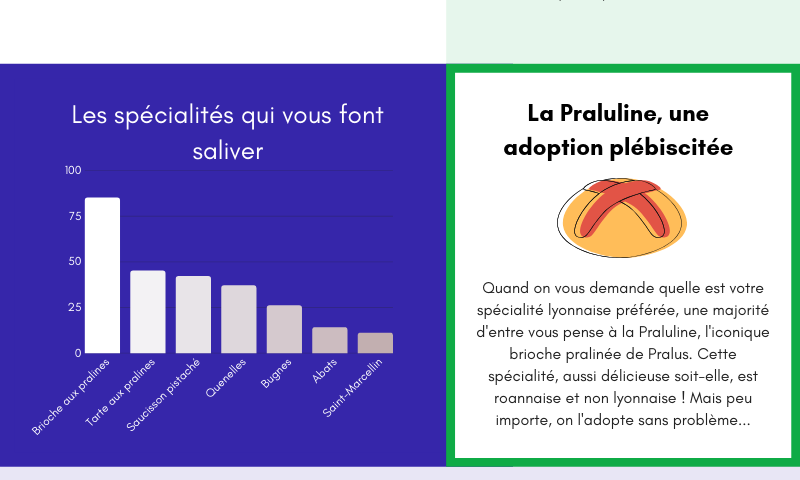 Les spécialités qui vous font
saliver
100
75
50
25
0
Brioche aux pralines
Tarte aux pralines
Saucisson pistaché
Quenelles
Bugnes
Abats
Saint-Marcellin
La Praluline, une
adoption plébiscitée
Quand on vous demande quelle est votre
spécialité lyonnaise préférée, une majorité
d'entre vous pense à la Praluline, l'iconique
brioche pralinée de Pralus. Cette
spécialité, aussi délicieuse soit-elle, est
roannaise et non lyonnaise ! Mais peu
importe, on l'adopte sans problème...